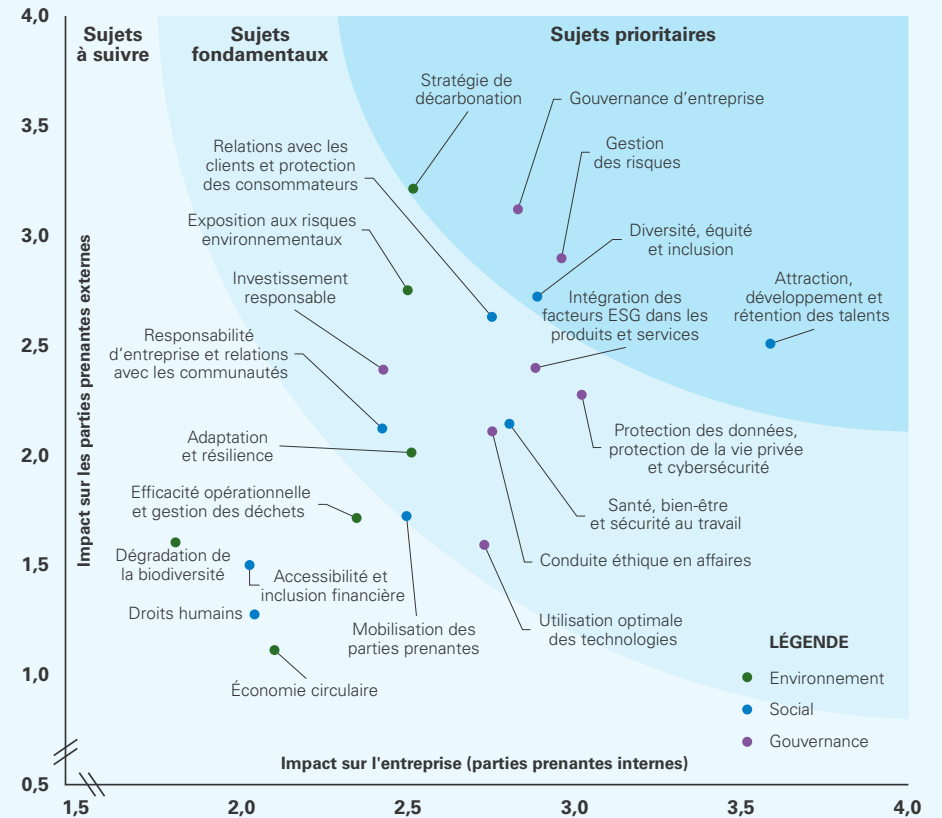 4,0
3,5
3,0
2,5
2,0
1,5
1,0
0,5
Impact sur les parties prenantes externes
Sujets
à suivre
Sujets
fondamentaux
Sujets prioritaires
Stratégie de
décarbonation
Gouvernance d’entreprise
Gestion
des risques
Relations avec les
clients et protection
des consommateurs
Exposition aux risques
environnementaux
Diversité, équité
et inclusion
Investissement
responsable
Intégration des
facteurs ESG dans les
produits et services
Attraction,
développement et
rétention des talents
Responsabilité
d’entreprise et relations
avec les communautés
Adaptation
et résilience
Protection des données,
protection de la vie privée
et cybersécurité
Efficacité opérationnelle
et gestion des déchets
Santé, bien-être
et sécurité au travail
Dégradation de
la biodiversité
Accessibilité et
inclusion financière
Conduite éthique en affaires
Droits humains
Mobilisation des
parties prenantes
Utilisation optimale
des technologies
Économie circulaire
LÉGENDE
Environnement
Social
Gouvernance
Impact sur l'entreprise (parties prenantes internes)
1,5
2,0
2,5
3,0
3,5
4,0